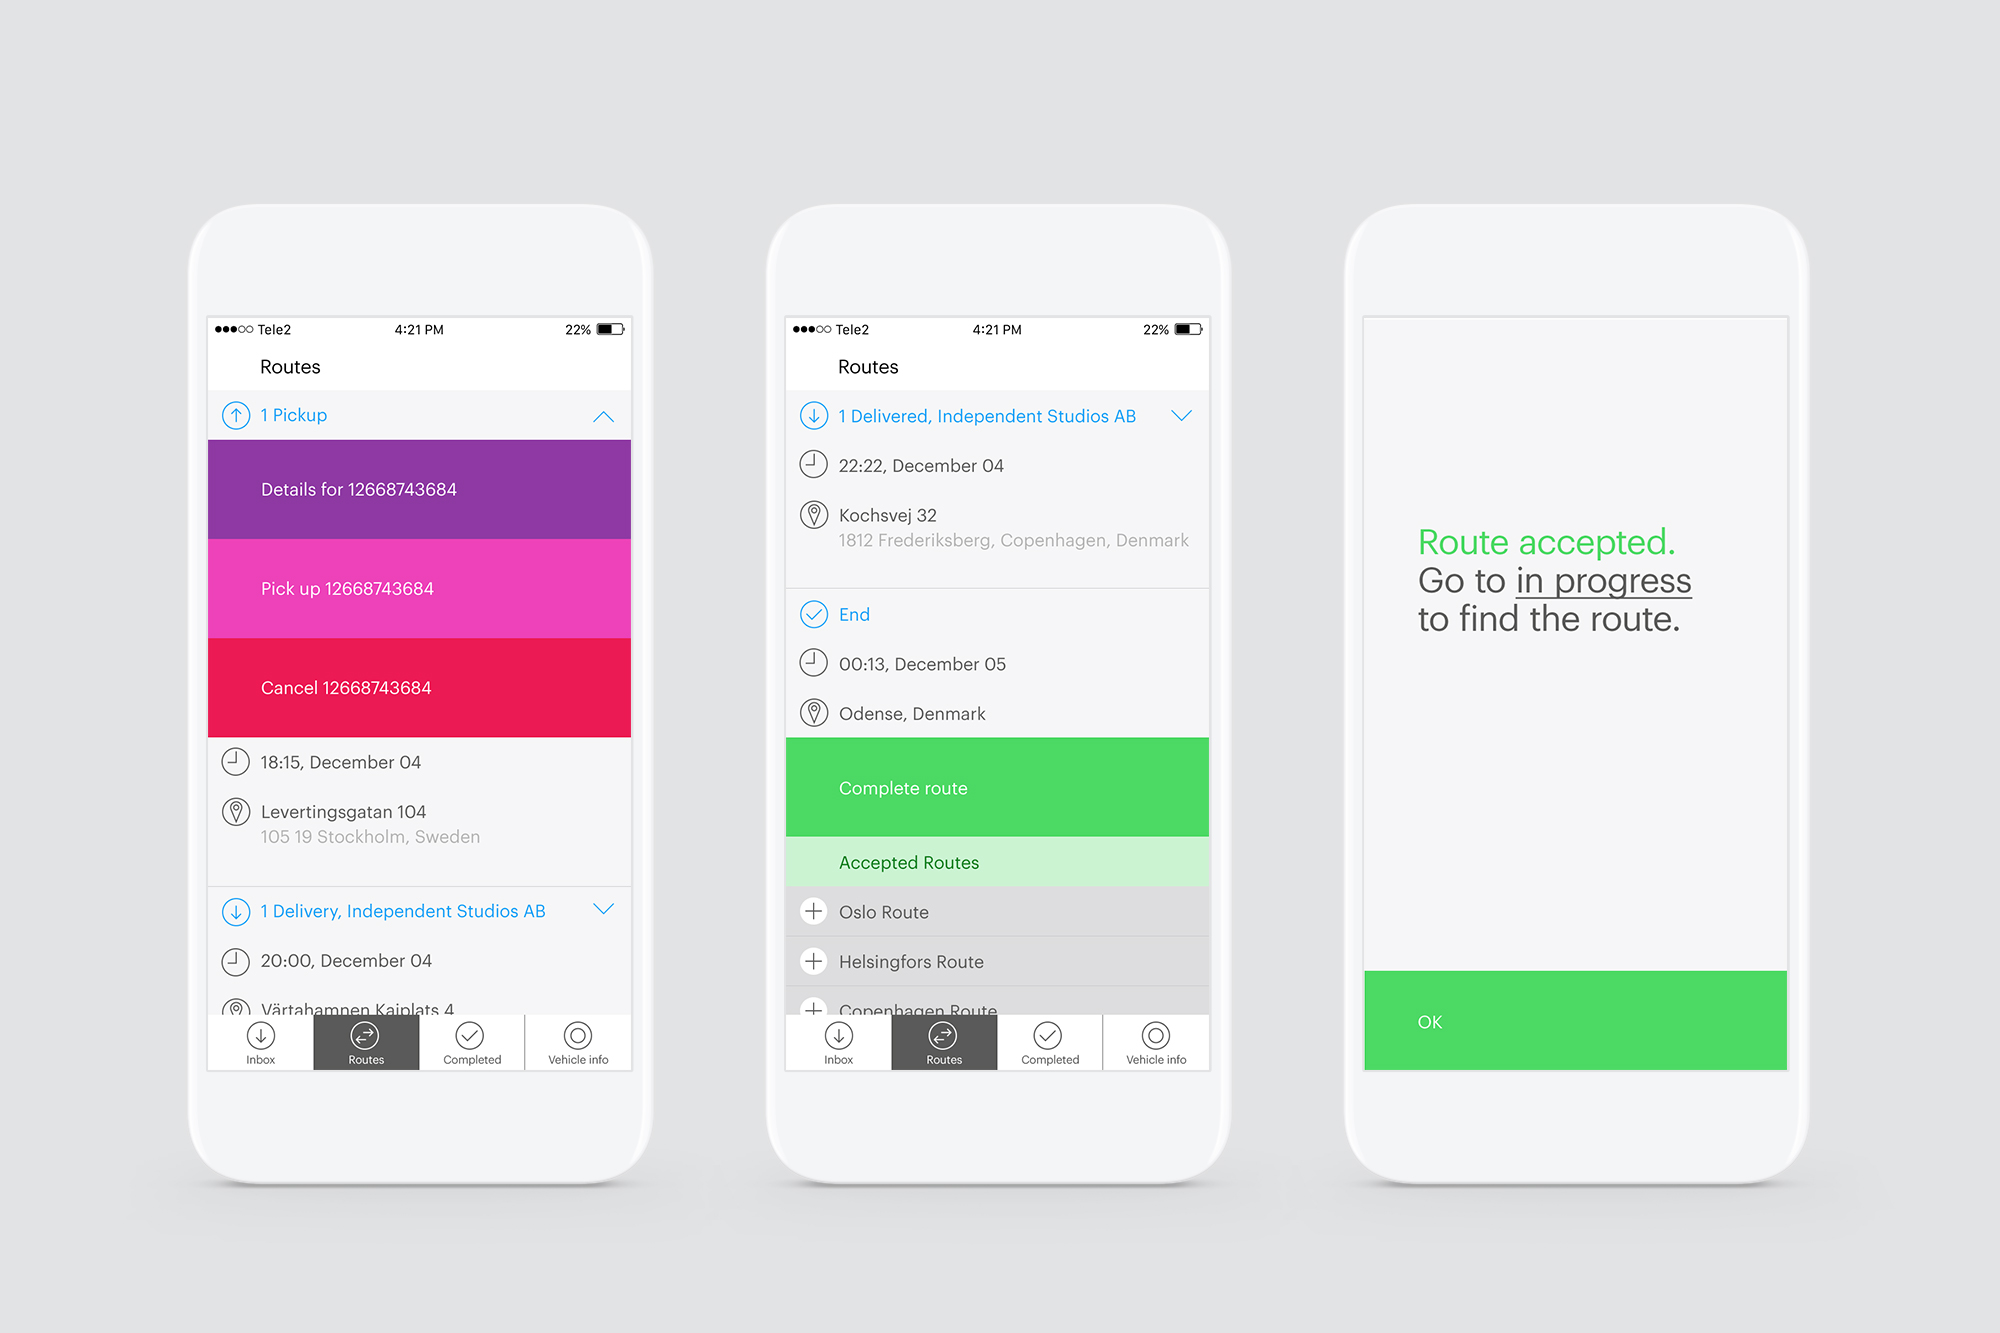 Tele2 4:21 PM 22%
Routes
1 Pickup
Details for 12668743684
Pick up 12668743684
Cancel 12668743684
18:15, December 04
Levertingsgatan 104
105 19 Stockholm, Sweden
1 Delivery, Independent Studios AB
20:00, December 04
Värtahamnen Kajplats 4
Inbox Routes Completed Vehicle info
Tele2 4:21 PM 22%
Routes
1 Delivered, Independent Studios AB
22:22, December 04
Kochsvej 32
1812 Frederiksberg, Copenhagen, Denmark
End
00:13, December 05
Odense, Denmark
Complete route
Accepted Routes
Oslo Route
Helsingfors Route
Copenhagen Route
Inbox Routes Completed Vehicle info
Route accepted.
Go to in progress
to find the route.
OK